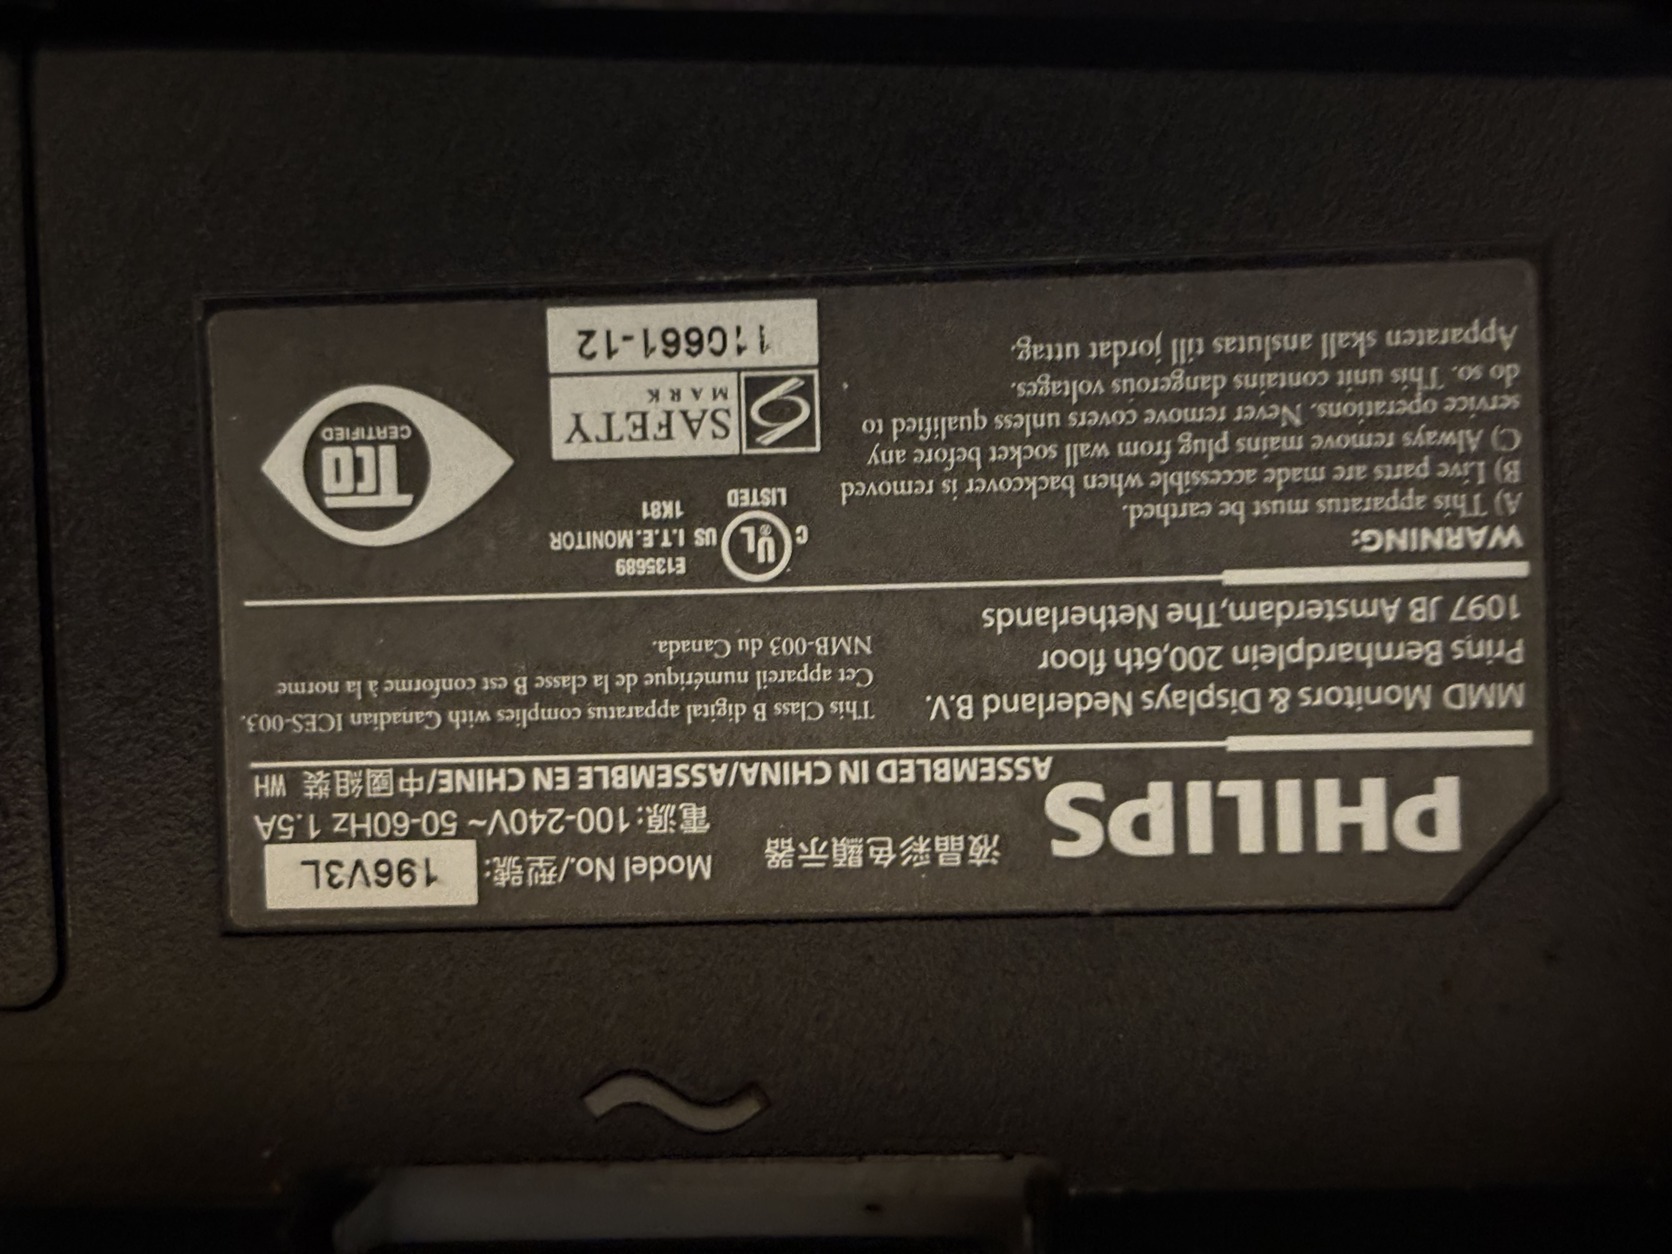 PHILIPS
液晶彩色顯示器
Model No./型號: 196V3L
電源: 100-240V~ 50-60Hz 1.5A
ASSEMBLED IN CHINA/ASSEMBLE EN CHINE/中國組裝 WH
MMD Monitors & Displays Nederland B.V.
Prins Bernhardplein 200,6th floor
1097 JB Amsterdam,The Netherlands
This Class B digital apparatus complies with Canadian ICES-003.
Cet appareil numérique de la classe B est conforme à la norme
NMB-003 du Canada.
WARNING:
A) This apparatus must be earthed.
B) Live parts are made accessible when backcover is removed
C) Always remove mains plug from wall socket before any
service operations. Never remove covers unless qualified to
do so. This unit contains dangerous voltages.
Apparaten skall anslutas till jordat uttag.
E135689
C UL US I.T.E. MONITOR
LISTED 1K81
SAFETY
MARK
110661-12
TCO
CERTIFIED